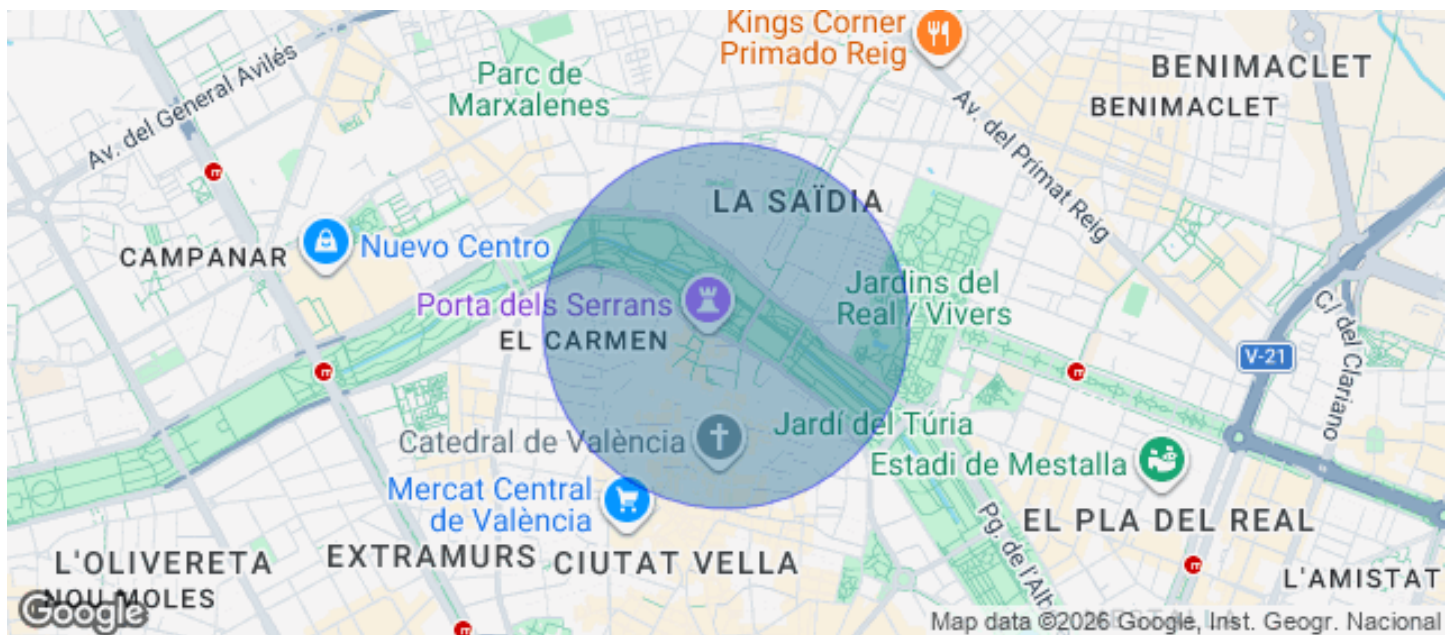 Kings Corner
Primado Reig
BENIMACLET
BENIMACLET
Parc de
Marxalenes
Av. del General Avilés
Av. del Primat Reig
LA SAÏDIA
CAMPANAR
Nuevo Centro
Porta dels Serrans
Jardins del
Real / Vivers
EL CARMEN
V-21
C/ del Clariano
Catedral de València
Jardí del Túria
Estadi de Mestalla
Mercat Central
de València
Pg. de l'Alb
EL PLA DEL REAL
L'OLIVERETA
EXTRAMURS
CIUTAT VELLA
L'AMISTAT
NOU MOLES
Google
Map data ©2026 Google, Inst. Geogr. Nacional